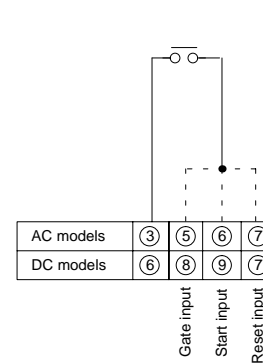 AC models ③ ⑤ ⑥ ⑦
DC models ⑥ ⑧ ⑨ ⑦
Gate input
Start input
Reset input